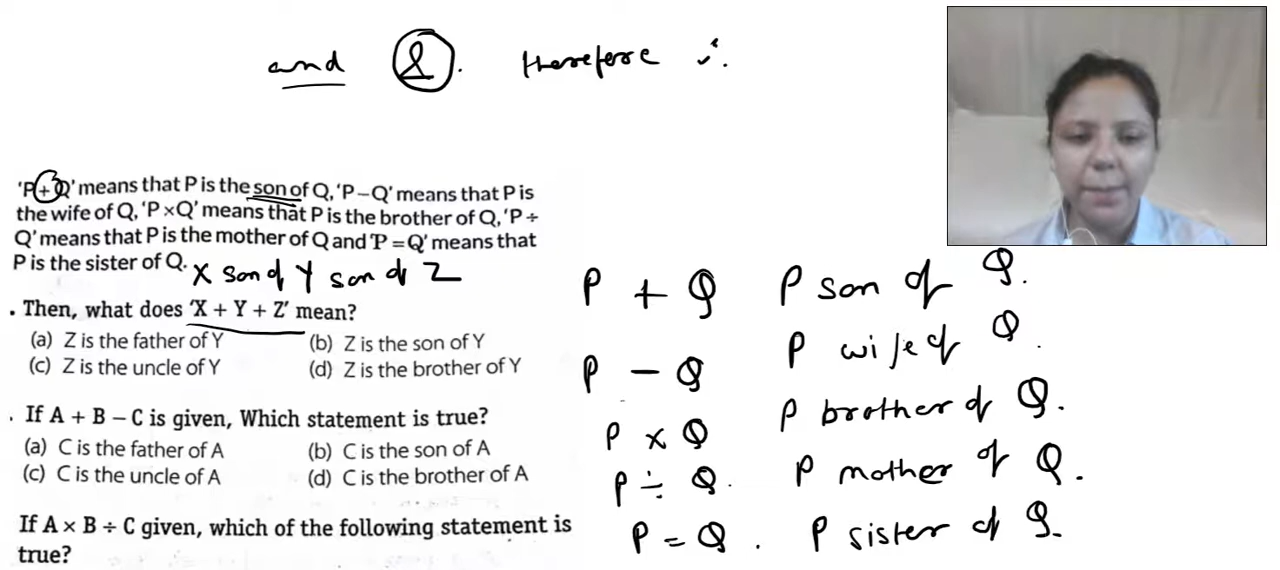 and & . therefore ∴
'P+Q' means that P is the son of Q, 'P−Q' means that P is
the wife of Q, 'P×Q' means that P is the brother of Q, 'P ÷
Q' means that P is the mother of Q and 'P = Q' means that
P is the sister of Q.
X son of Y son of Z
. Then, what does 'X + Y + Z' mean?
(a) Z is the father of Y (b) Z is the son of Y
(c) Z is the uncle of Y (d) Z is the brother of Y
. If A + B − C is given, Which statement is true?
(a) C is the father of A (b) C is the son of A
(c) C is the uncle of A (d) C is the brother of A
If A × B ÷ C given, which of the following statement is
true?
P + Q P son of Q.
P − Q P wife of Q.
P × Q P brother of Q.
P ÷ Q. P mother of Q.
P = Q. P sister of Q.